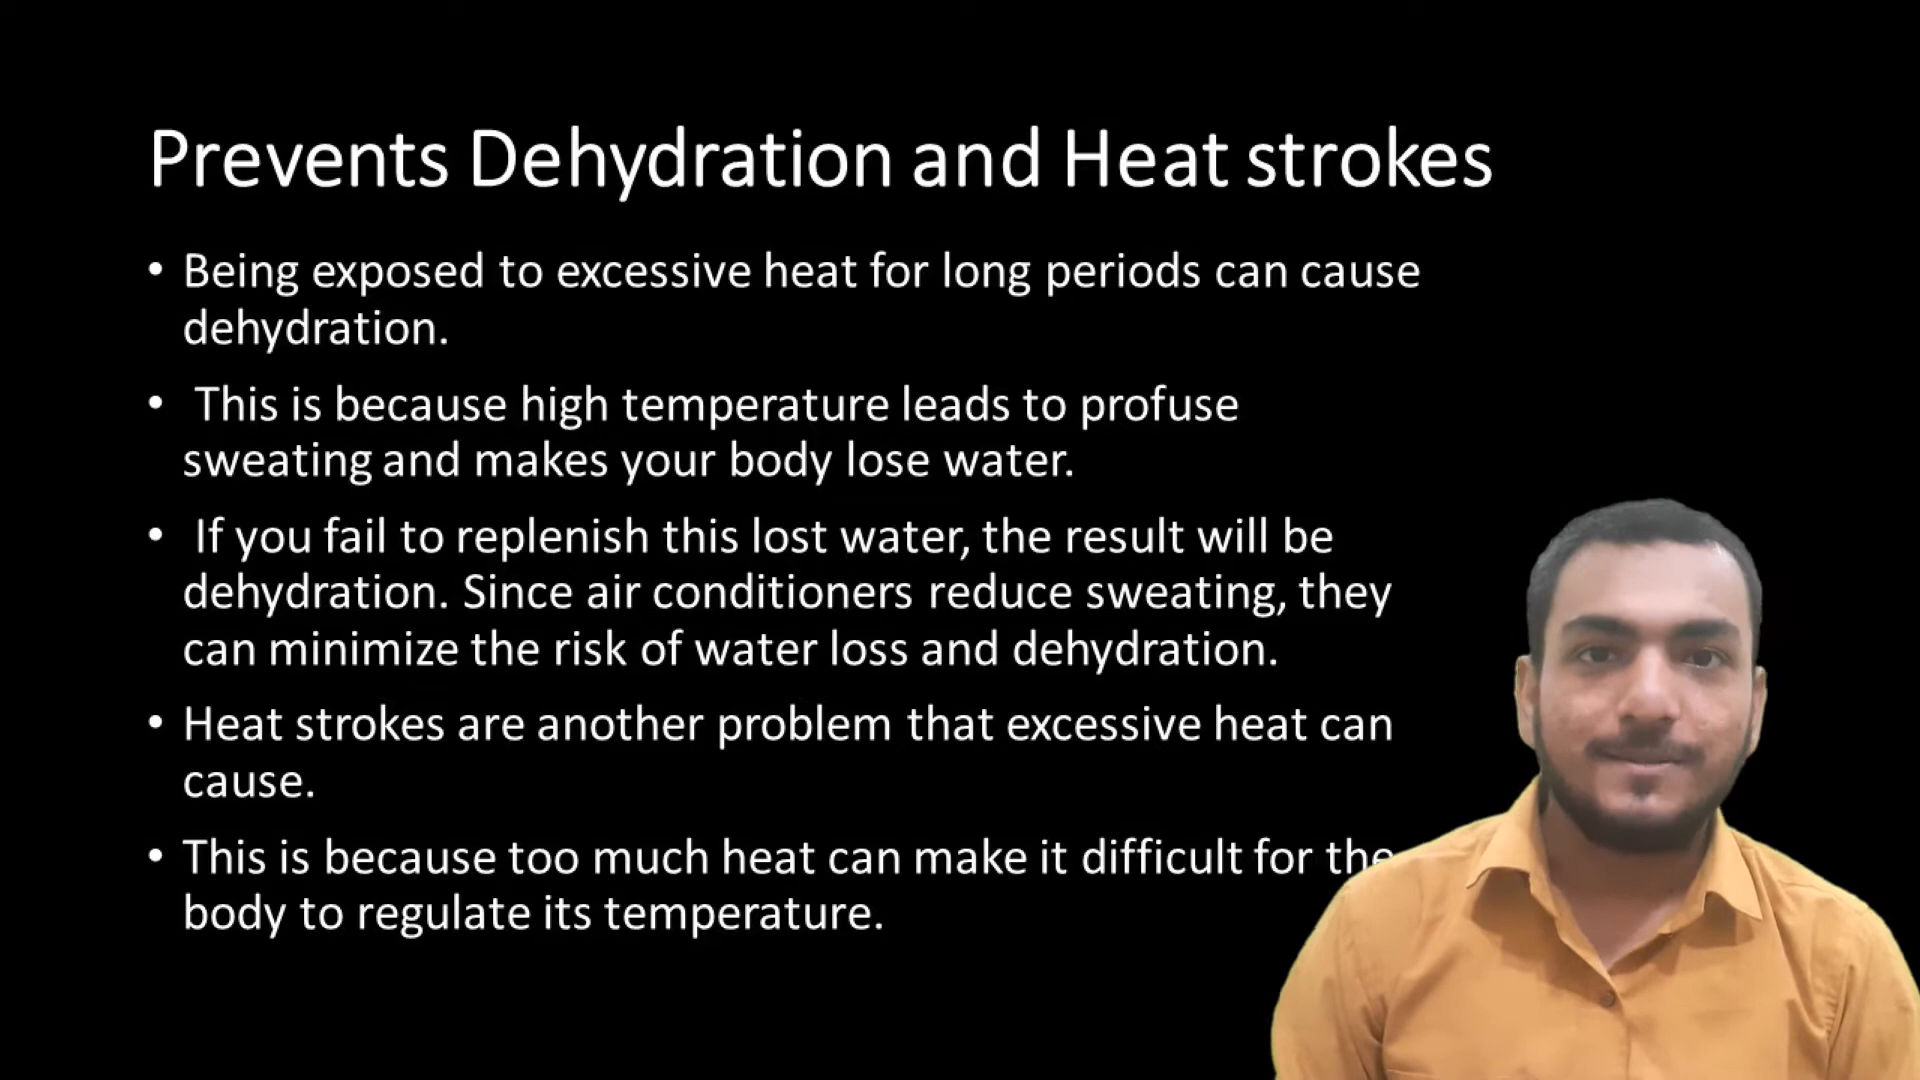 Prevents Dehydration and Heat strokes
• Being exposed to excessive heat for long periods can cause
dehydration.
• This is because high temperature leads to profuse
sweating and makes your body lose water.
• If you fail to replenish this lost water, the result will be
dehydration. Since air conditioners reduce sweating, they
can minimize the risk of water loss and dehydration.
• Heat strokes are another problem that excessive heat can
cause.
• This is because too much heat can make it difficult for the
body to regulate its temperature.